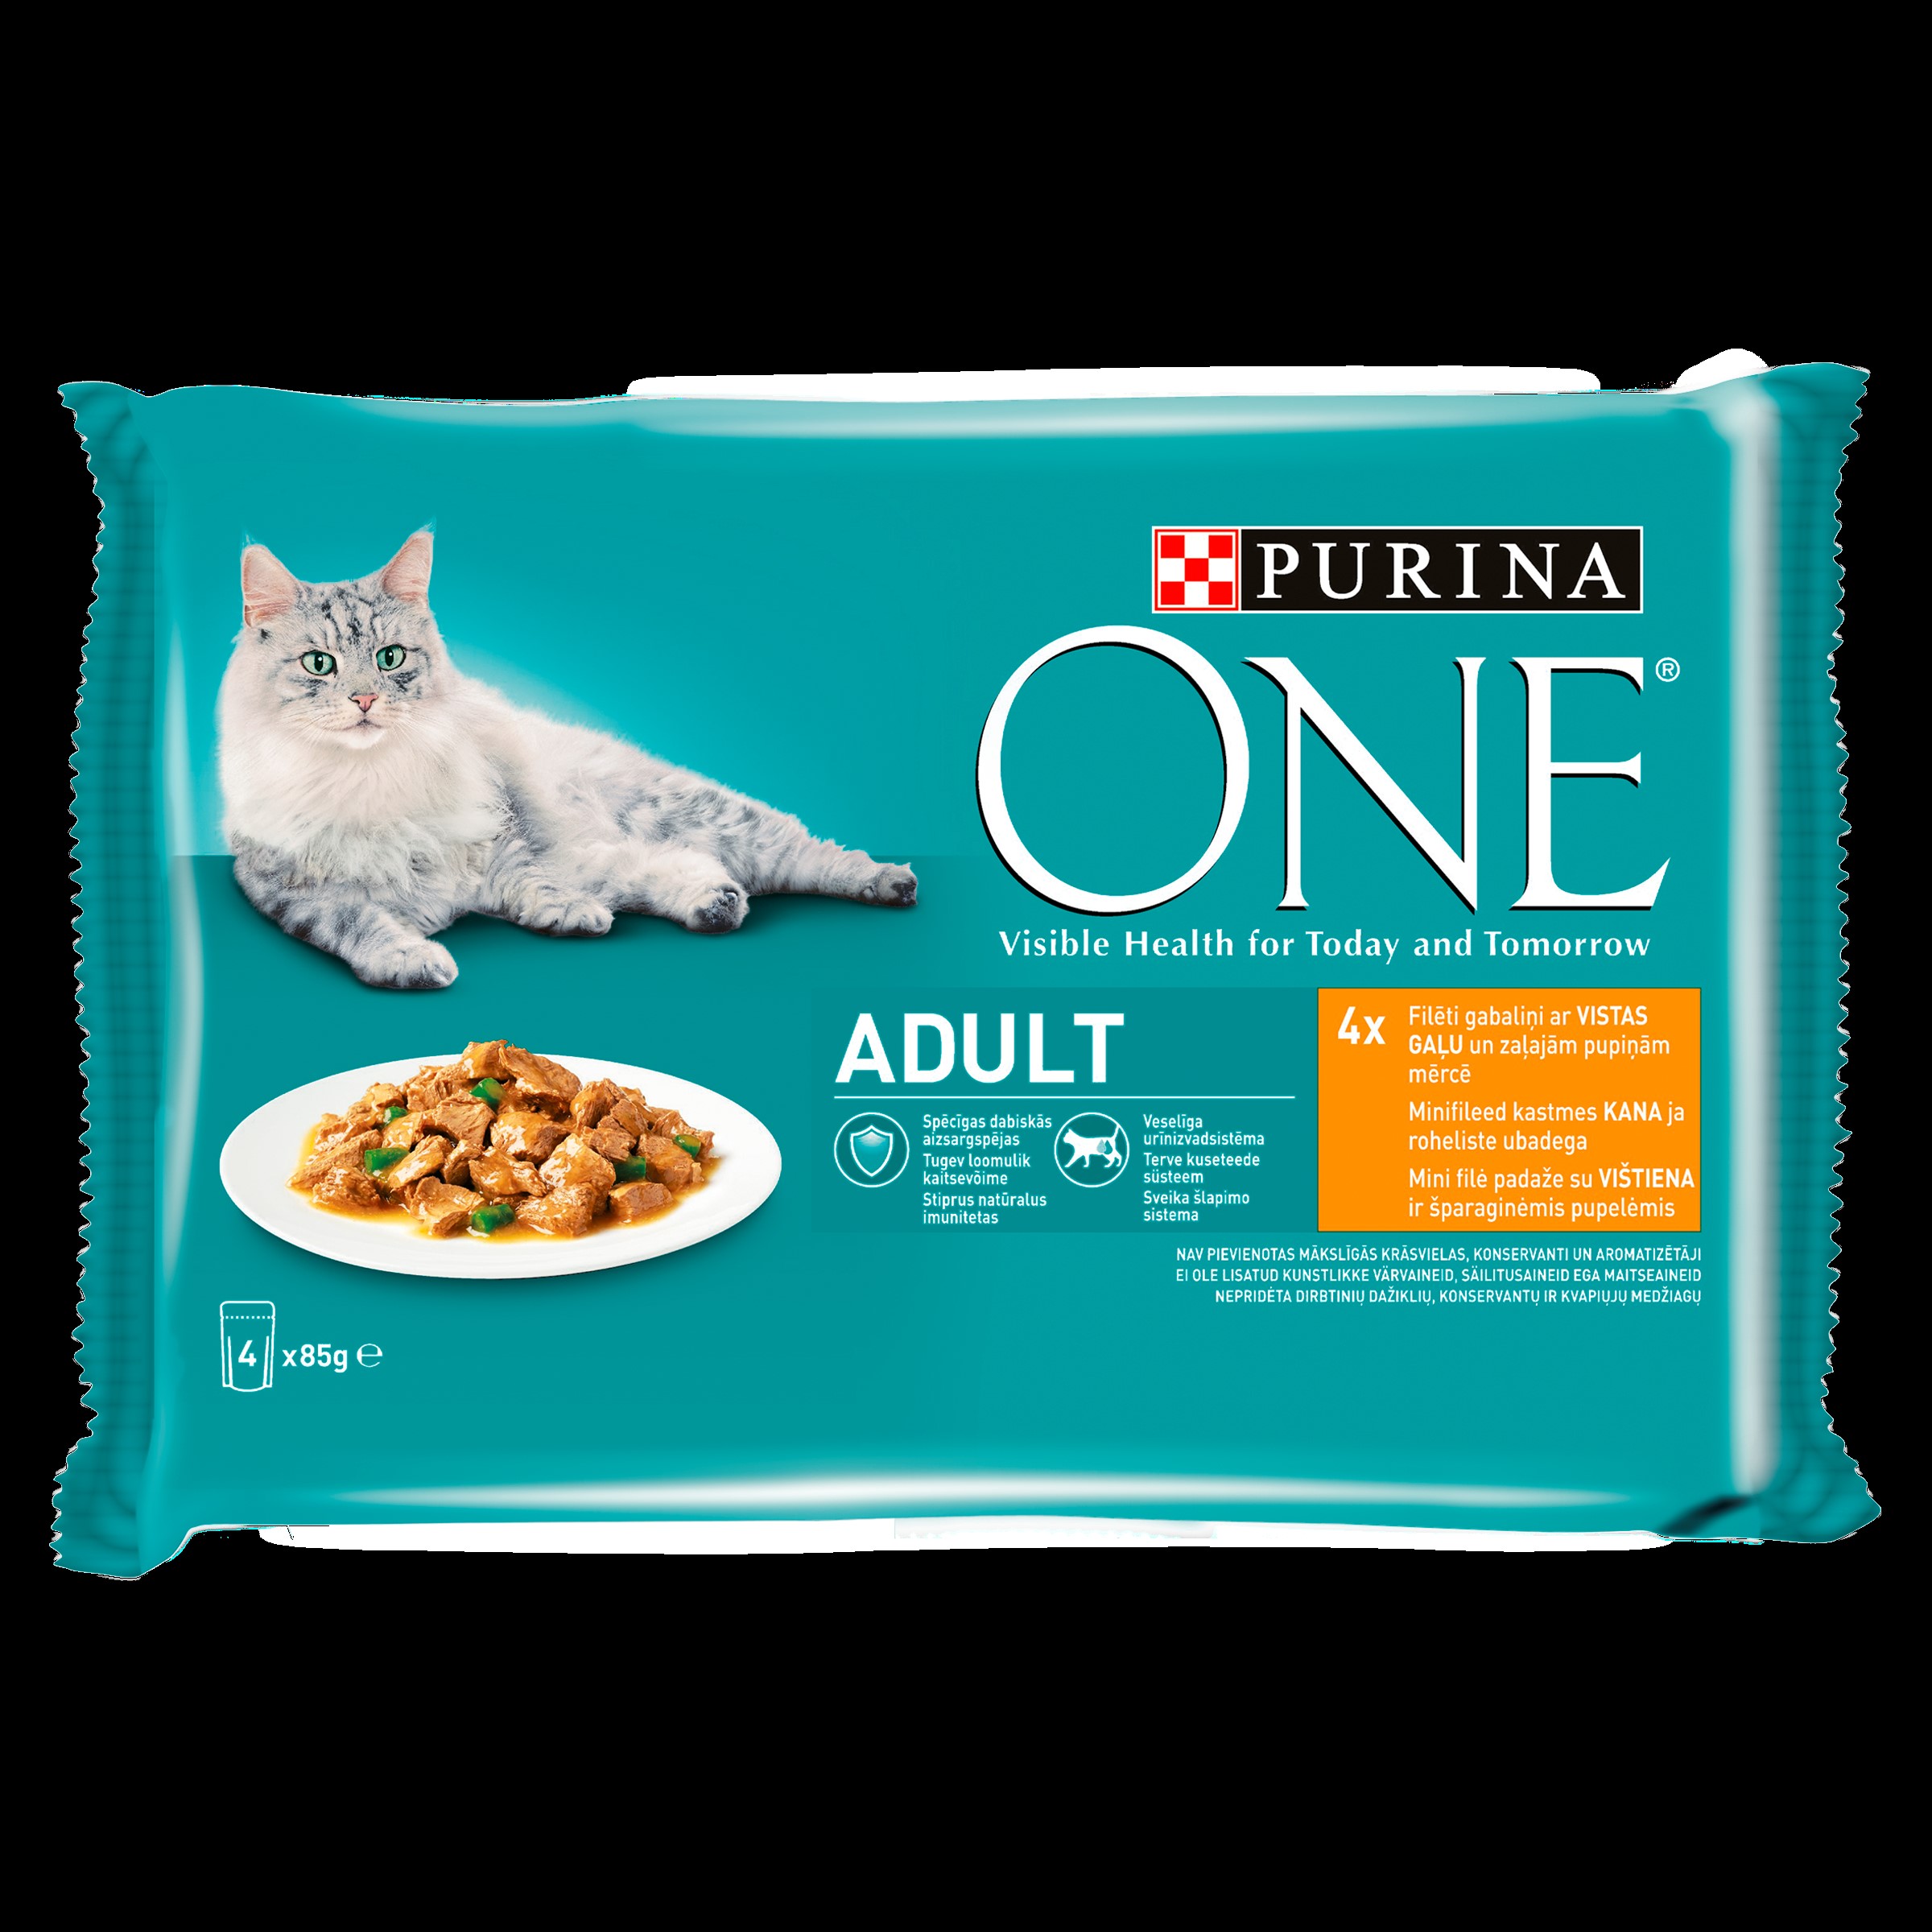 PURINA
ONE®
Visible Health for Today and Tomorrow
ADULT
Spēcīgas dabiskās
aizsargspējas
Tugev loomulik
kaitsevõime
Stiprus natūralus
imunitetas
Veselīga
urīnizvadsistēma
Terve kuseteede
süsteem
Sveika šlapimo
sistema
4x
Filēti gabaliņi ar VISTAS
GAĻU un zaļajām pupiņām
mērcē
Minifileed kastmes KANA ja
roheliste ubadega
Mini filė padaže su VIŠTIENA
ir šparaginėmis pupelėmis
NAV PIEVIENOTAS MĀKSLĪGĀS KRĀSVIELAS, KONSERVANTI UN AROMATIZĒTĀJI
EI OLE LISATUD KUNSTLIKKE VÄRVAINEID, SÄILITUSAINEID EGA MAITSEAINEID
NEPRIDĖTA DIRBTINIŲ DAŽIKLIŲ, KONSERVANTŲ IR KVAPIŲJŲ MEDŽIAGŲ
4 x85g ℮